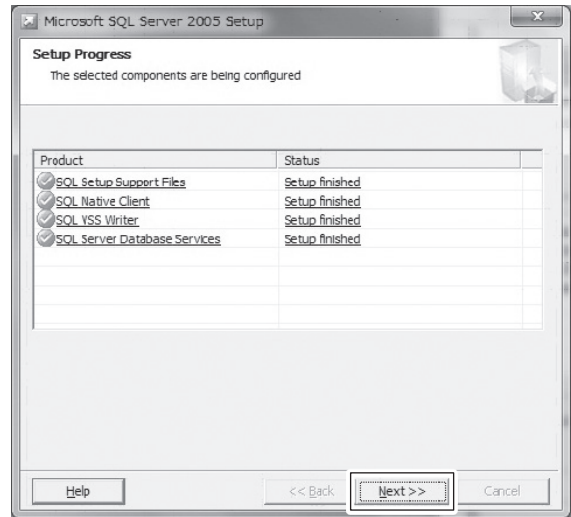 Microsoft SQL Server 2005 Setup
Setup Progress
The selected components are being configured
Product Status
SQL Setup Support Files Setup finished
SQL Native Client Setup finished
SQL VSS Writer Setup finished
SQL Server Database Services Setup finished
Help << Back Next >> Cancel